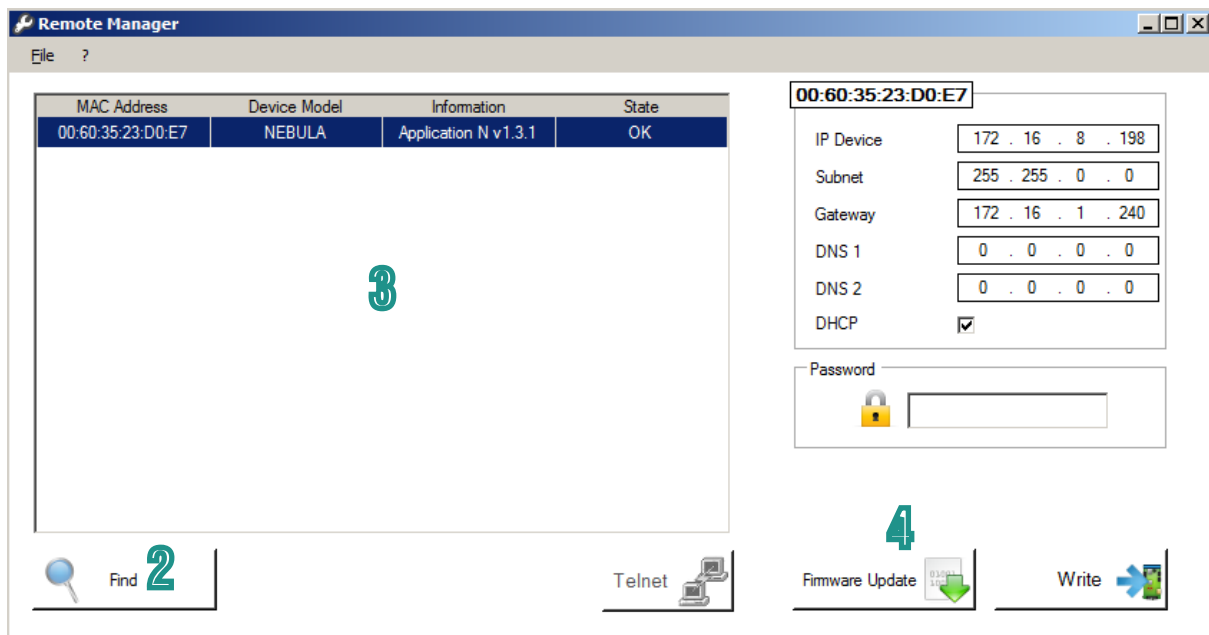 Remote Manager
File ?
MAC Address Device Model Information State
00:60:35:23:D0:E7 NEBULA Application N v1.3.1 OK
3
00:60:35:23:D0:E7
IP Device 172 . 16 . 8 . 198
Subnet 255 . 255 . 0 . 0
Gateway 172 . 16 . 1 . 240
DNS 1 0 . 0 . 0 . 0
DNS 2 0 . 0 . 0 . 0
DHCP
Password
Find 2
Telnet
4
Firmware Update
Write